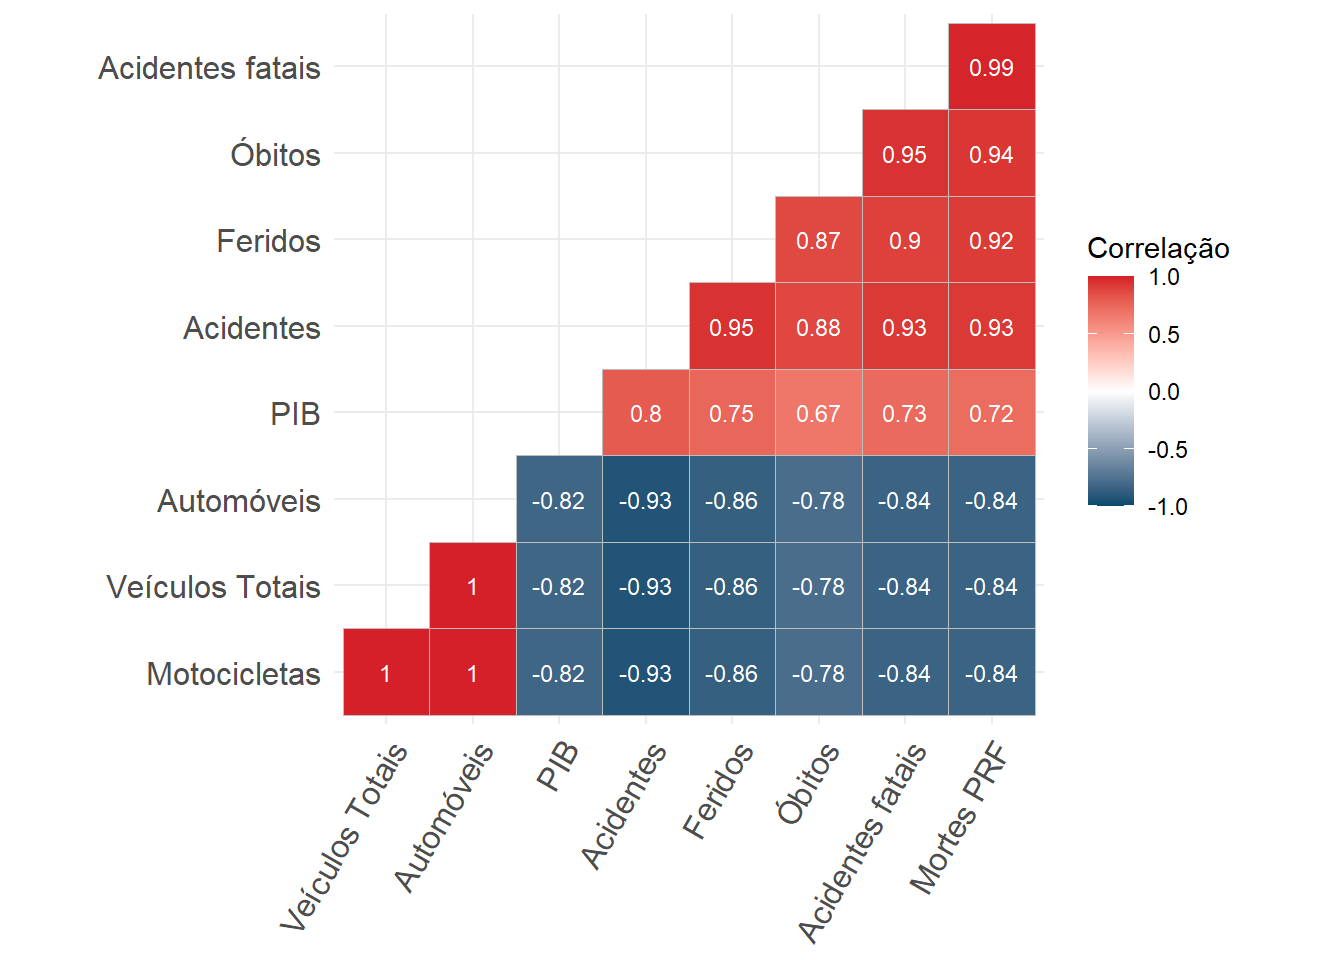 Acidentes fatais 0.99
Óbitos 0.95 0.94
Feridos 0.87 0.9 0.92
Acidentes 0.95 0.88 0.93 0.93
PIB 0.8 0.75 0.67 0.73 0.72
Automóveis -0.82 -0.93 -0.86 -0.78 -0.84 -0.84
Veículos Totais 1 -0.82 -0.93 -0.86 -0.78 -0.84 -0.84
Motocicletas 1 1 -0.82 -0.93 -0.86 -0.78 -0.84 -0.84
Veículos Totais
Automóveis
PIB
Acidentes
Feridos
Óbitos
Acidentes fatais
Mortes PRF
Correlação
1.0
0.5
0.0
-0.5
-1.0